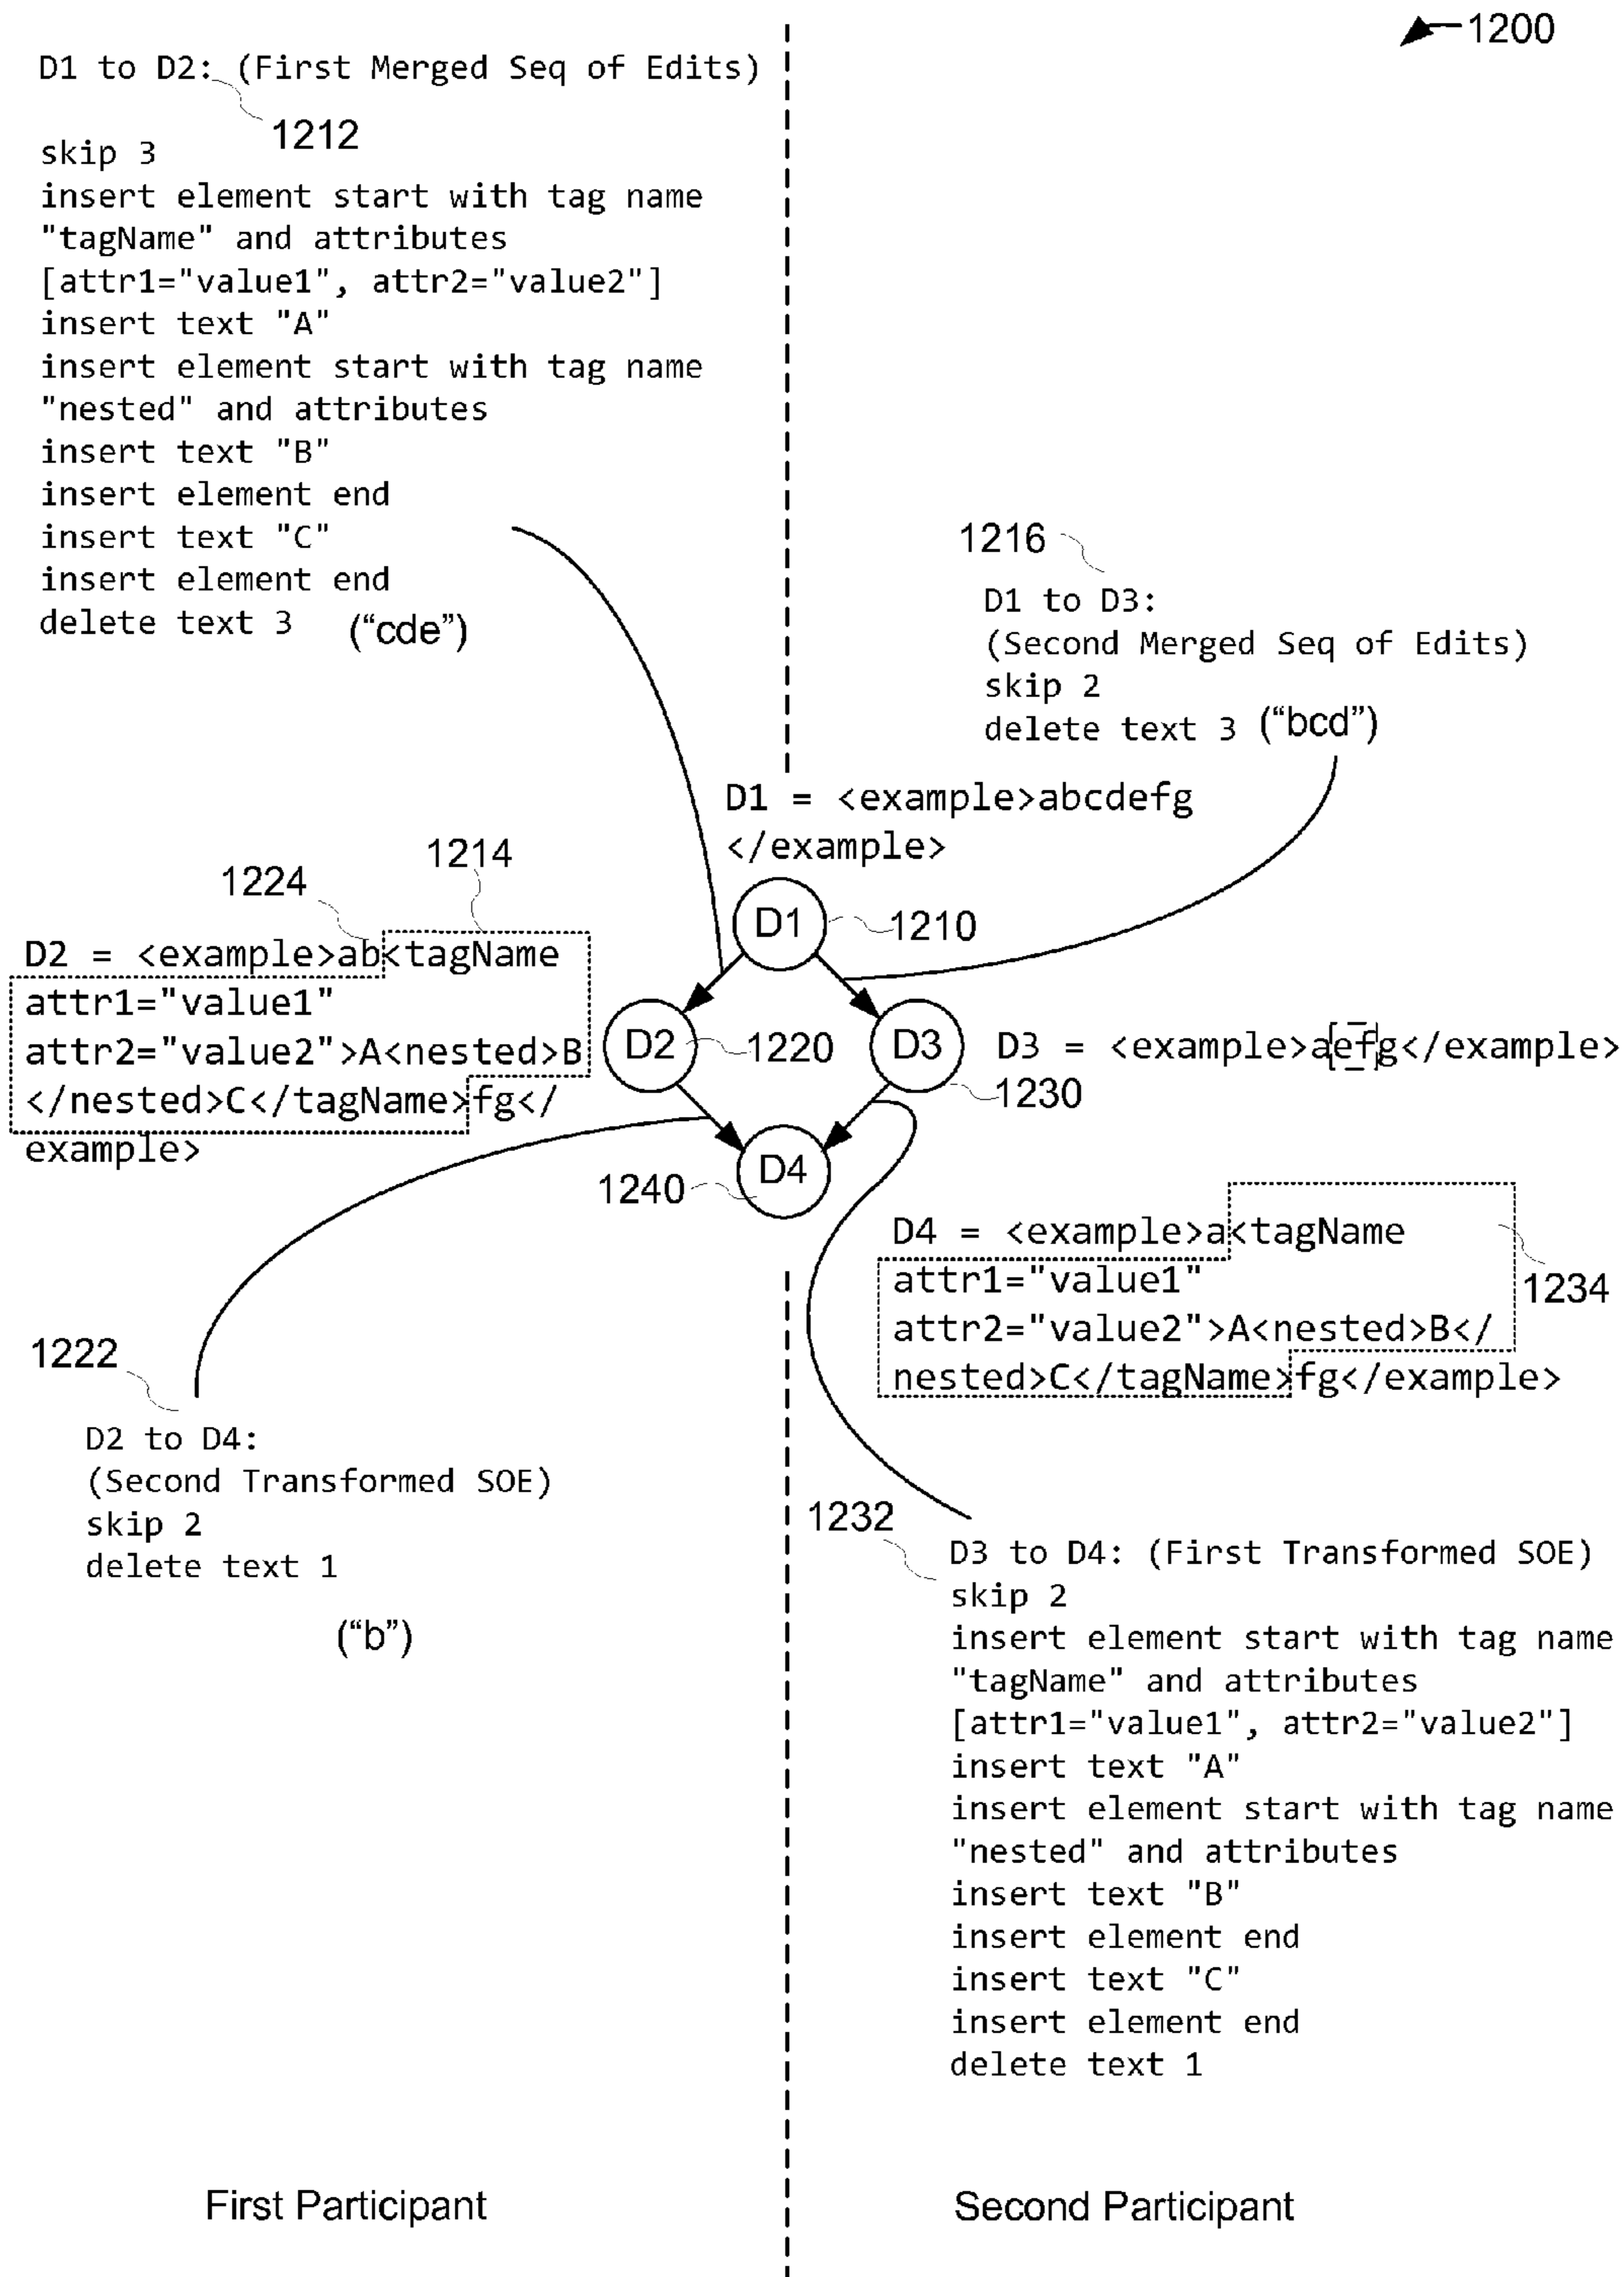 1200
D1 to D2: (First Merged Seq of Edits)
1212
skip 3
insert element start with tag name
"tagName" and attributes
[attr1="value1", attr2="value2"]
insert text "A"
insert element start with tag name
"nested" and attributes
insert text "B"
insert element end
insert text "C"
insert element end
delete text 3 (“cde”)
1216
D1 to D3:
(Second Merged Seq of Edits)
skip 2
delete text 3 (“bcd”)
D1 = <example>abcdefg
</example>
1214
1224
D1
1210
D2 = <example>ab<tagName
attr1="value1"
attr2="value2">A<nested>B
</nested>C</tagName>fg</
example>
D2
1220
D3
D3 = <example>aefg</example>
1230
D4
1240
D4 = <example>a<tagName
attr1="value1"
attr2="value2">A<nested>B</
nested>C</tagName>fg</example>
1234
1222
D2 to D4:
(Second Transformed SOE)
skip 2
delete text 1
(“b”)
1232
D3 to D4: (First Transformed SOE)
skip 2
insert element start with tag name
"tagName" and attributes
[attr1="value1", attr2="value2"]
insert text "A"
insert element start with tag name
"nested" and attributes
insert text "B"
insert element end
insert text "C"
insert element end
delete text 1
First Participant
Second Participant